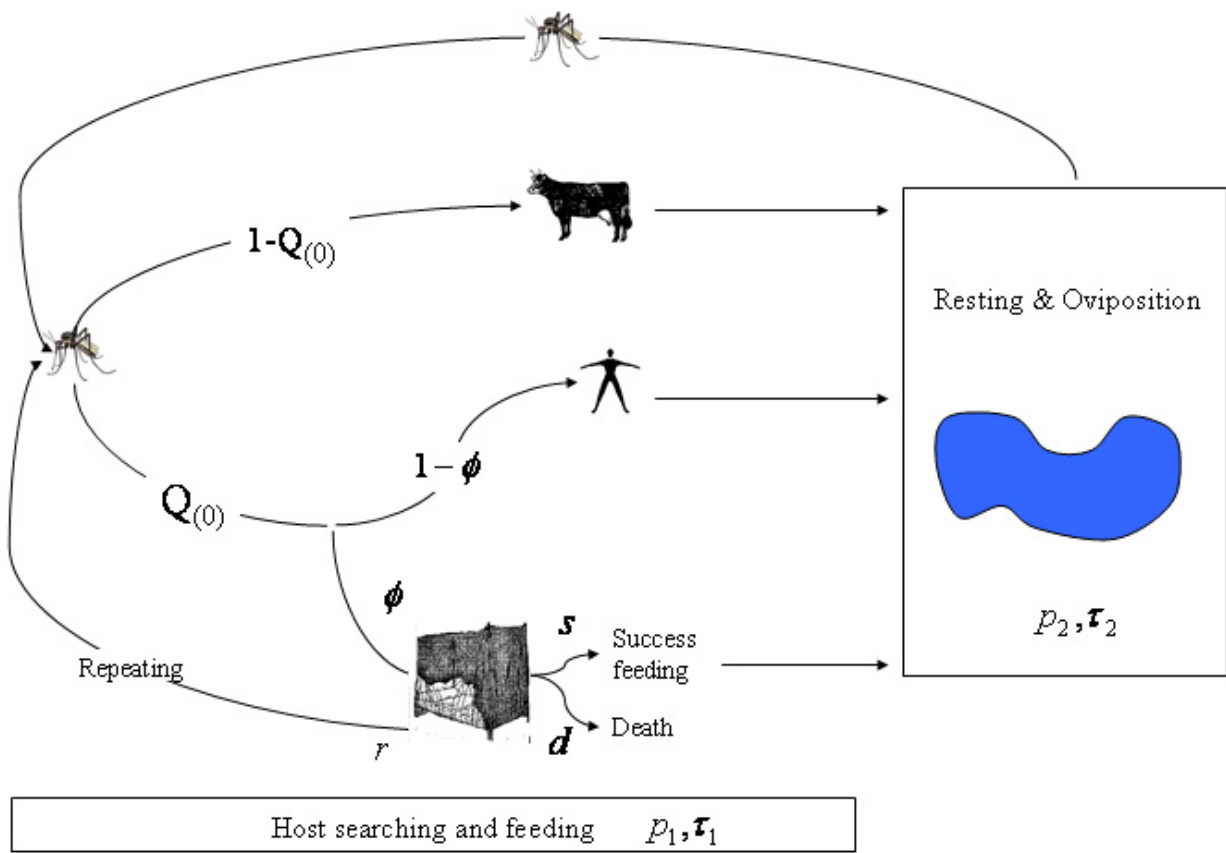 1-Q(0)
Resting & Oviposition
1 – ϕ
Q(0)
ϕ
s
Success
feeding
p2, τ2
Repeating
Death
d
r
Host searching and feeding p1, τ1